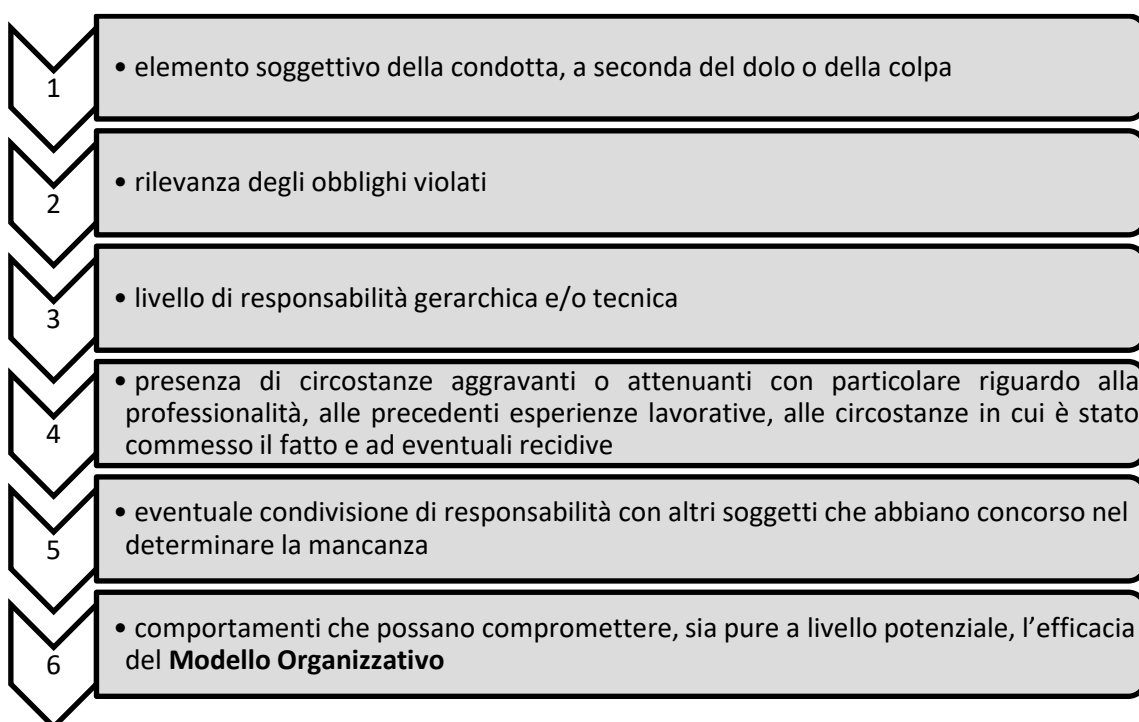 1
• elemento soggettivo della condotta, a seconda del dolo o della colpa
2
• rilevanza degli obblighi violati
3
• livello di responsabilità gerarchica e/o tecnica
4
• presenza di circostanze aggravanti o attenuanti con particolare riguardo alla
professionalità, alle precedenti esperienze lavorative, alle circostanze in cui è stato
commesso il fatto e ad eventuali recidive
5
• eventuale condivisione di responsabilità con altri soggetti che abbiano concorso nel
determinare la mancanza
6
• comportamenti che possano compromettere, sia pure a livello potenziale, l’efficacia
del Modello Organizzativo